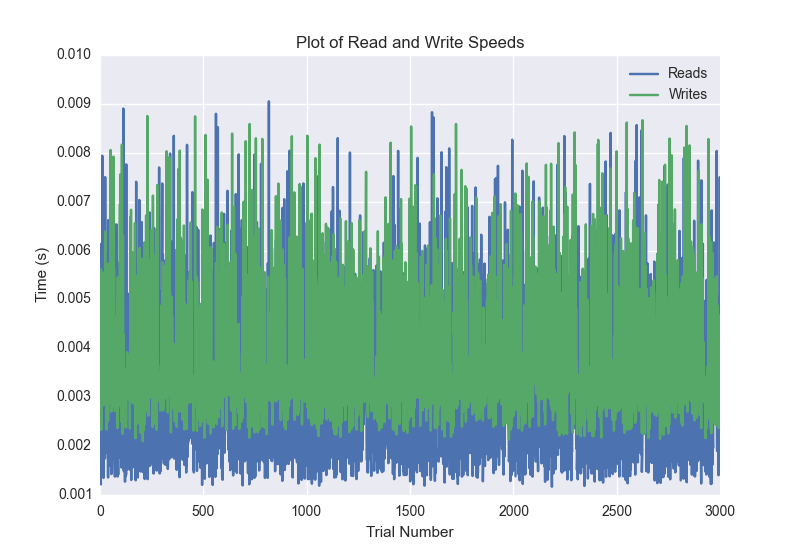 Plot of Read and Write Speeds
0.010
0.009
0.008
0.007
0.006
0.005
0.004
0.003
0.002
0.001
Time (s)
Reads
Writes
0 500 1000 1500 2000 2500 3000
Trial Number